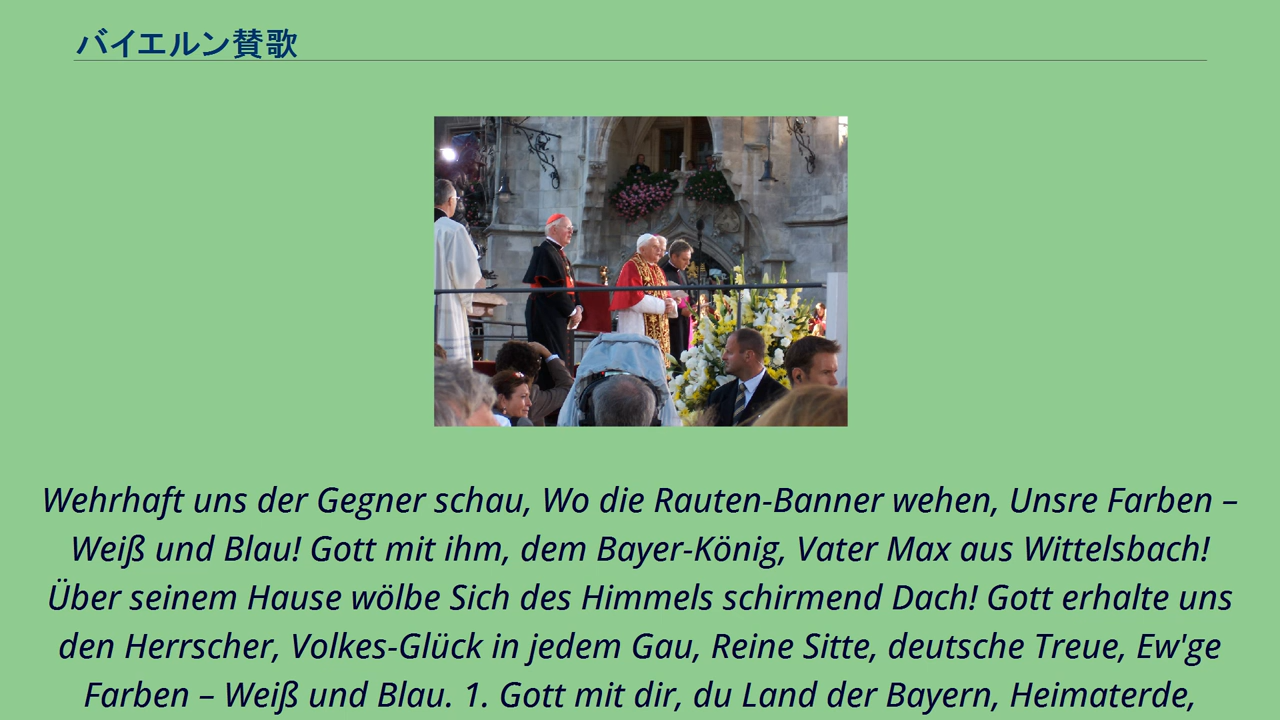 バイエルン賛歌
Wehrhaft uns der Gegner schau, Wo die Rauten-Banner wehen, Unsre Farben –
Weiß und Blau! Gott mit ihm, dem Bayer-König, Vater Max aus Wittelsbach!
Über seinem Hause wölbe Sich des Himmels schirmend Dach! Gott erhalte uns
den Herrscher, Volkes-Glück in jedem Gau, Reine Sitte, deutsche Treue, Ew'ge
Farben – Weiß und Blau. 1. Gott mit dir, du Land der Bayern, Heimaterde,